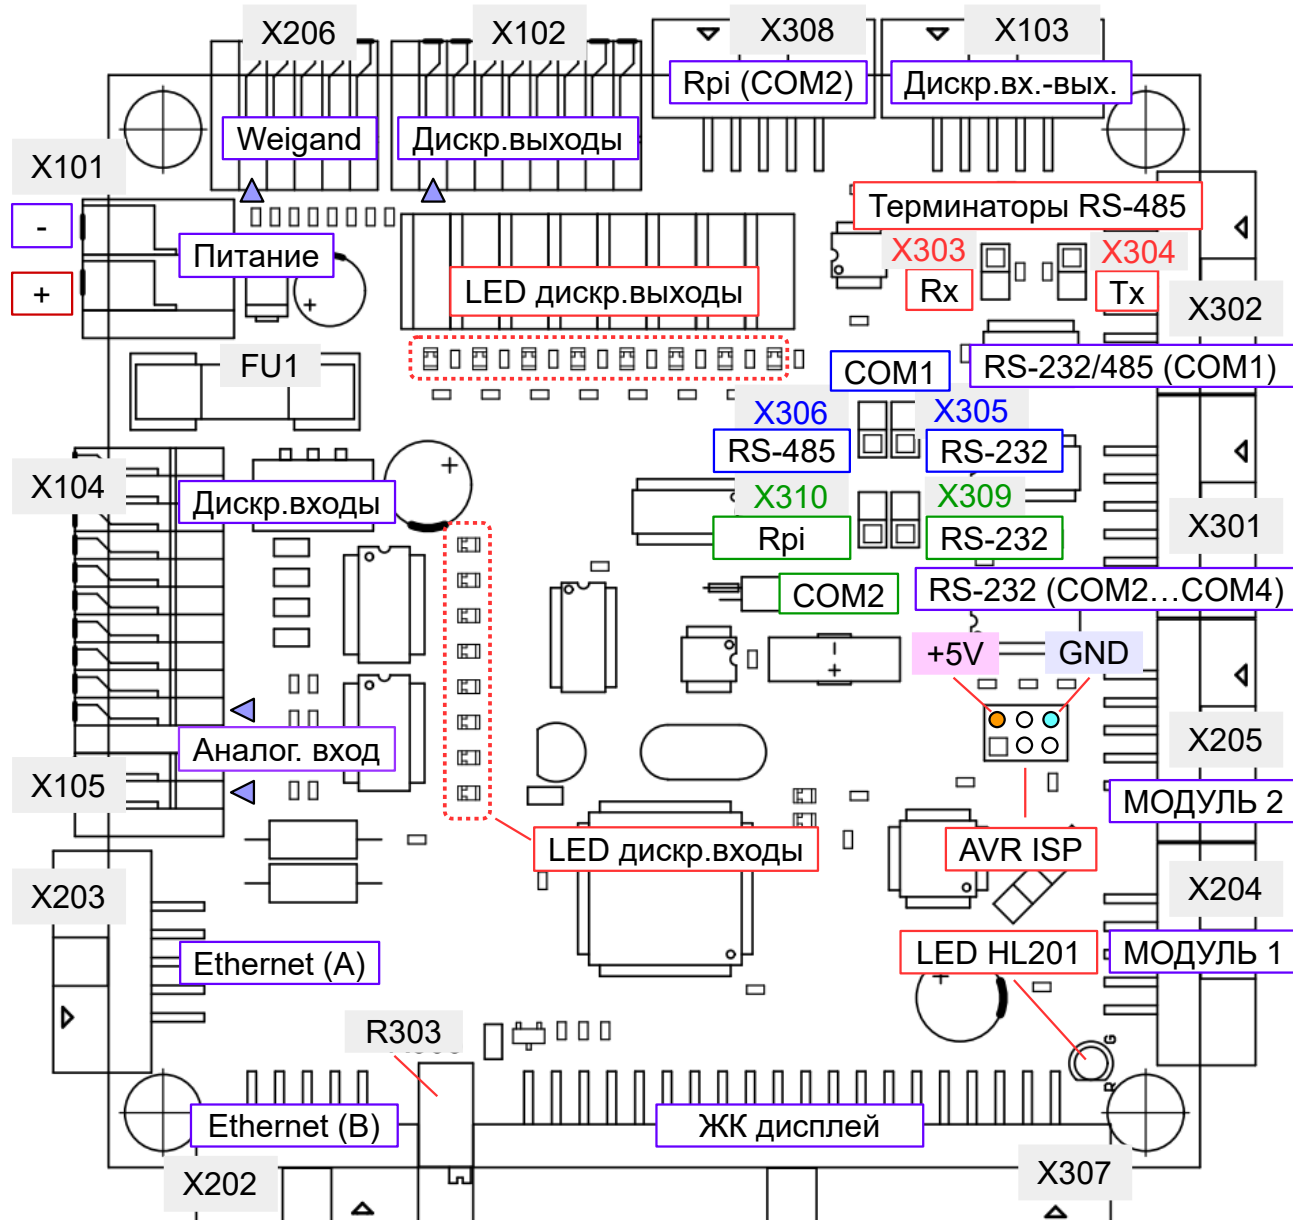 X206
X102
X308
X103
Rpi (COM2)
Дискр.вх.-вых.
Weigand
Дискр.выходы
X101
-
+
Питание
Терминаторы RS-485
X303
X304
Rx
Tx
LED дискр.выходы
X302
FU1
COM1
RS-232/485 (COM1)
X306
X305
RS-485
RS-232
X104
Дискр.входы
X310
X309
Rpi
RS-232
X301
COM2
RS-232 (COM2…COM4)
+5V
GND
Аналог. вход
X105
X205
МОДУЛЬ 2
LED дискр.входы
AVR ISP
X203
X204
Ethernet (A)
LED HL201
МОДУЛЬ 1
R303
G
R
Ethernet (B)
ЖК дисплей
X202
X307